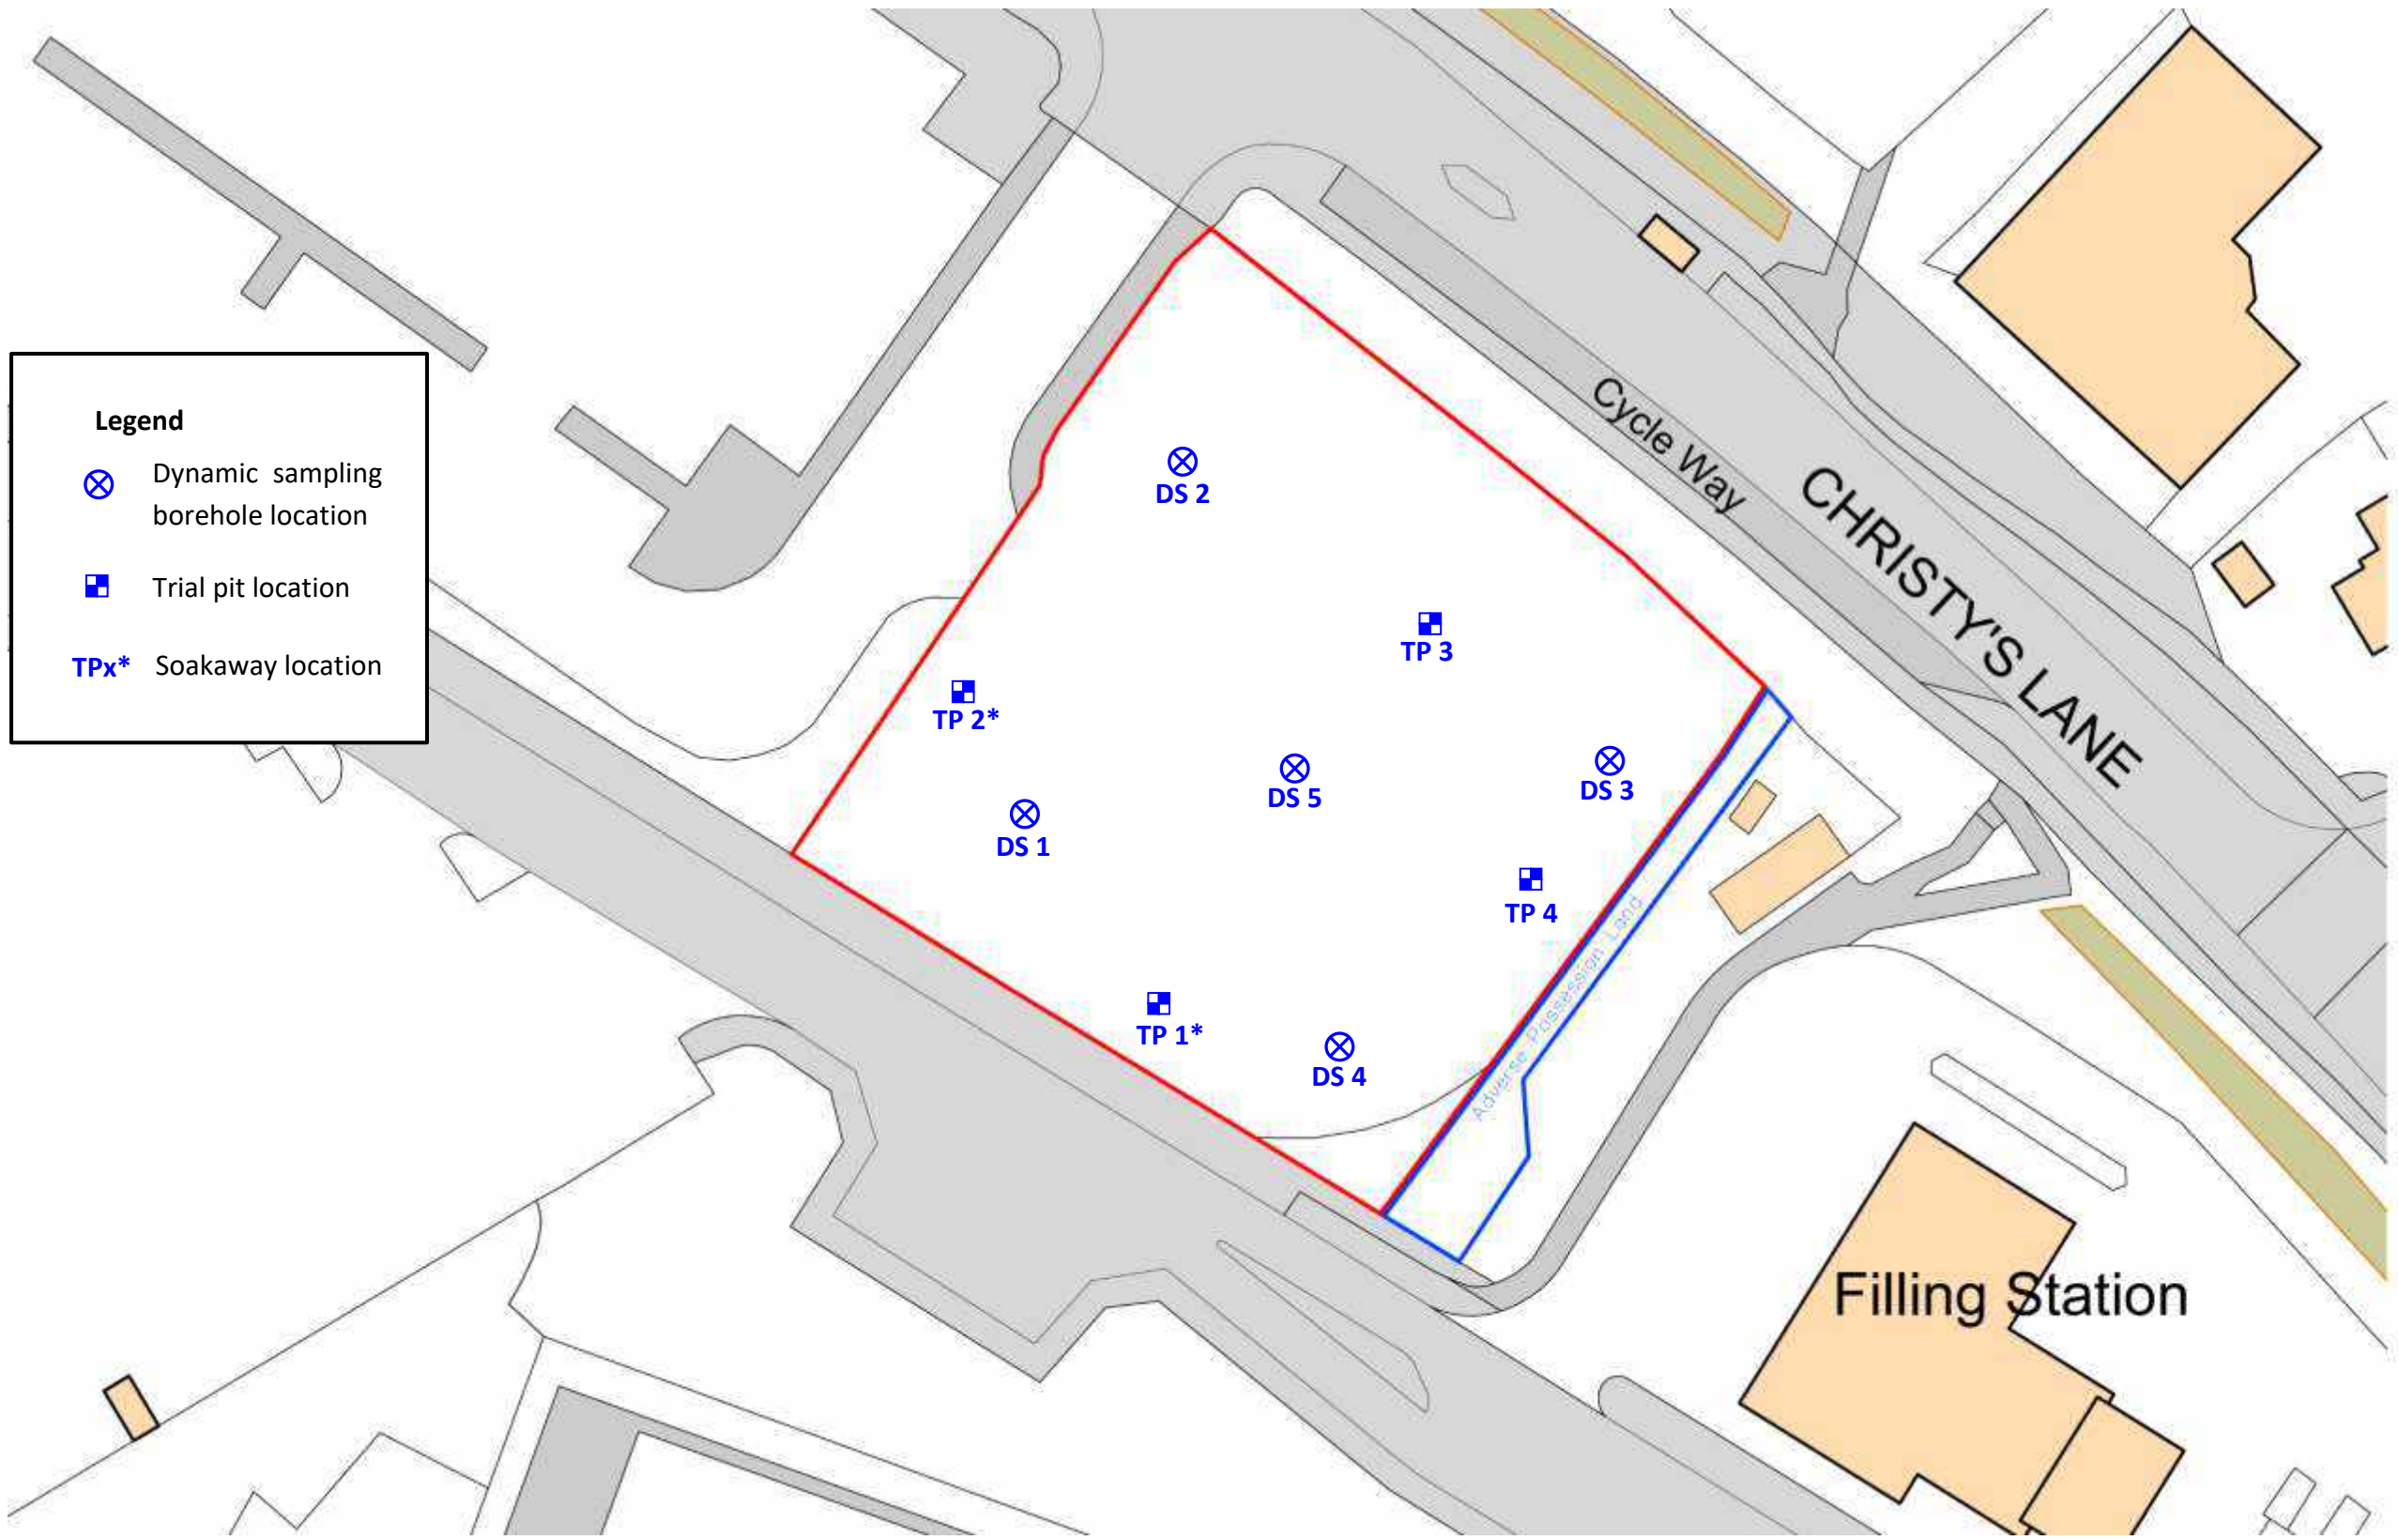 Legend
Dynamic sampling
borehole location
Trial pit location
TPx* Soakaway location
Cycle Way
CHRISTY'S LANE
DS 2
TP 3
TP 2*
DS 5
DS 3
DS 1
TP 4
Adverse Possession Land
TP 1*
DS 4
Filling Station